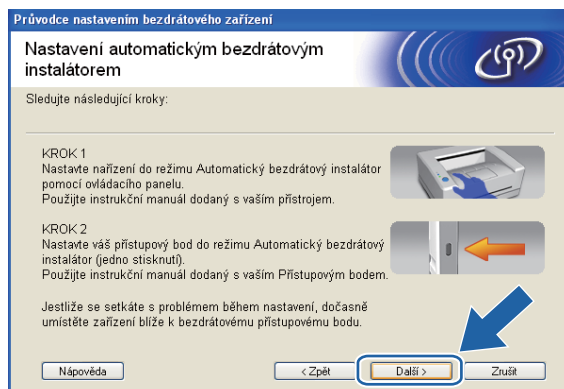 Průvodce nastavením bezdrátového zařízení
Nastavení automatickým bezdrátovým
instalátorem
Sledujte následující kroky:
KROK 1
Nastavte nařízení do režimu Automatický bezdrátový instalátor
pomocí ovládacího panelu.
Použijte instrukční manuál dodaný s vaším přístrojem.
KROK 2
Nastavte váš přístupový bod do režimu Automatický bezdrátový
instalátor (jedno stisknutí).
Použijte instrukční manuál dodaný s vaším Přístupovým bodem.
Jestliže se setkáte s problémem během nastavení, dočasně
umístěte zařízení blíže k bezdrátovému přístupovému bodu.
Nápověda
< Zpět
Další >
Zrušit